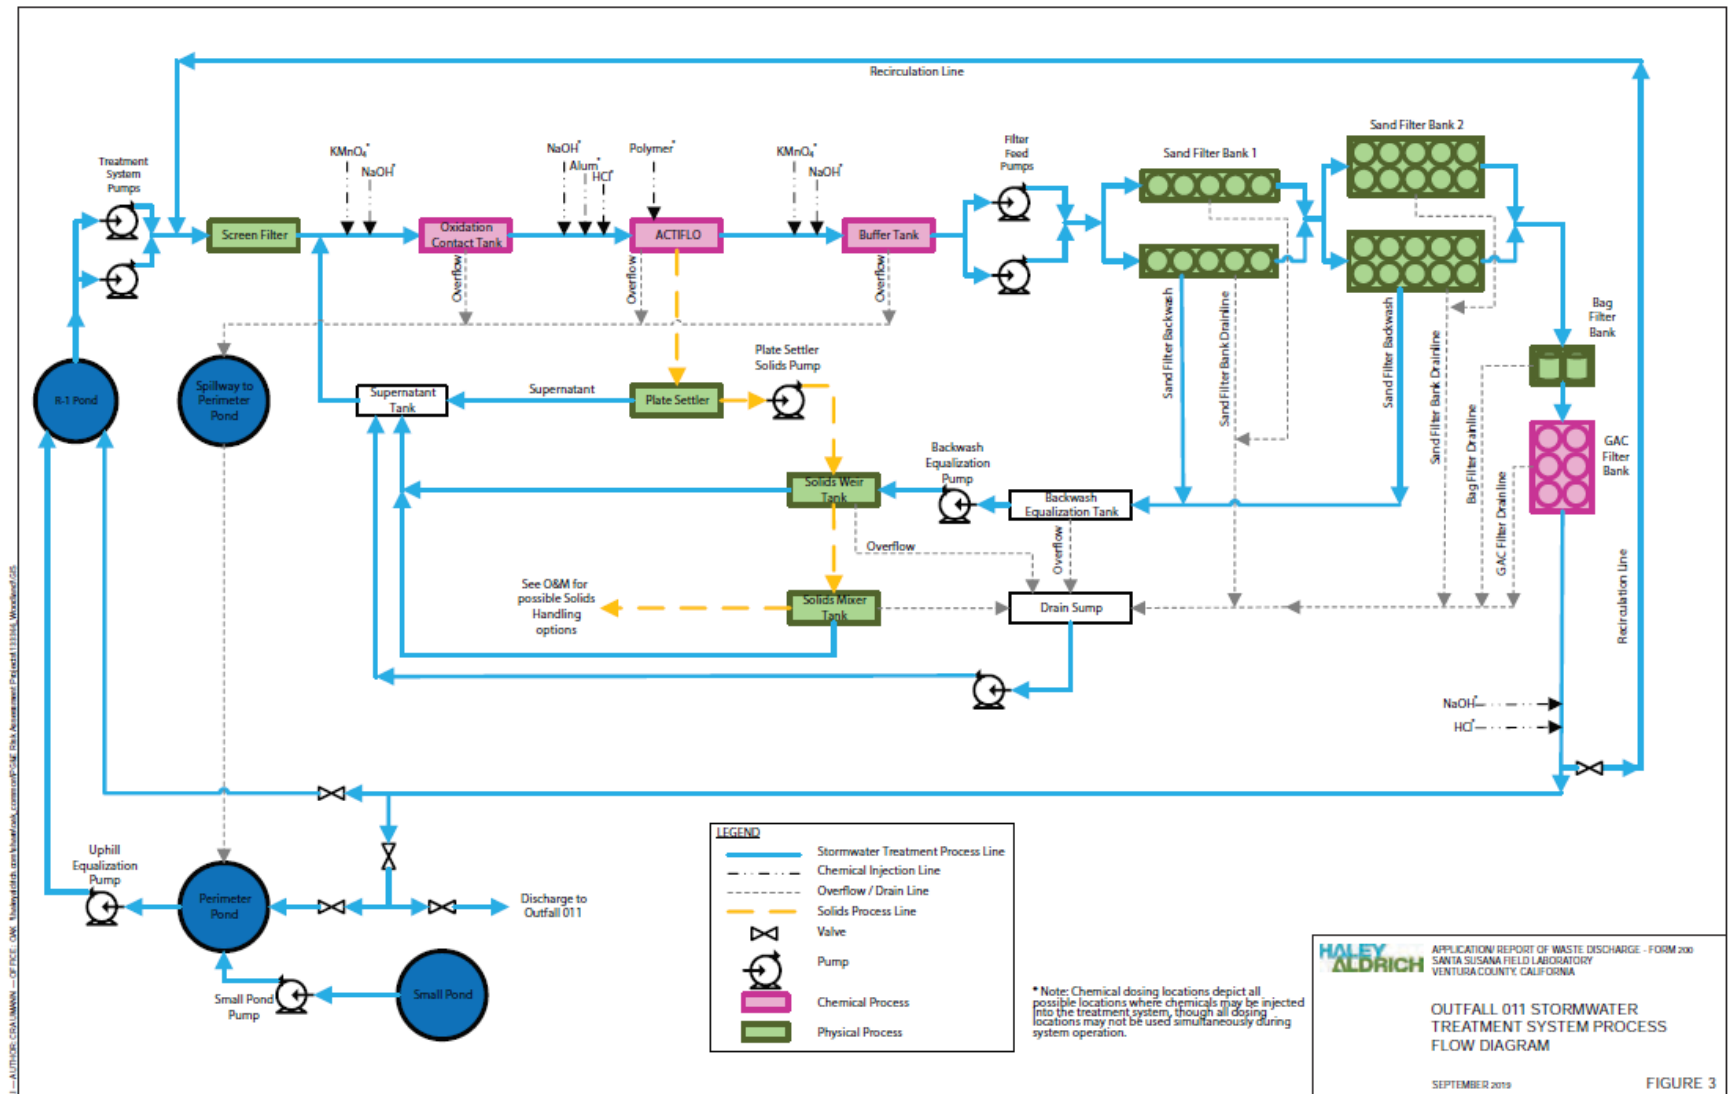 Recirculation Line
Treatment
System
Pumps
KMnO₄*
NaOH*
NaOH*
Alum*
HCl*
Polymer*
KMnO₄*
NaOH*
Filter
Feed
Pumps
Sand Filter Bank 1
Sand Filter Bank 2
Screen Filter
Oxidation
Contact Tank
ACTIFLO
Buffer Tank
Overflow
Overflow
Overflow
Bag
Filter
Bank
R-1 Pond
Spillway to
Perimeter
Pond
Supernatant
Tank
Supernatant
Plate Settler
Plate Settler
Solids Pump
Sand Filter Backwash
Sand Filter Bank Drainline
Sand Filter Backwash
Sand Filter Bank Drainline
Bag Filter Drainline
GAC Filter Drainline
GAC
Filter
Bank
Backwash
Equalization
Pump
Solids Weir
Tank
Backwash
Equalization Tank
Overflow
Overflow
See O&M for
possible Solids
Handling
options
Solids Mixer
Tank
Drain Sump
Recirculation Line
NaOH*
HCl*
Uphill
Equalization
Pump
Perimeter
Pond
Discharge to
Outfall 011
Small Pond
Pump
Small Pond
LEGEND
Stormwater Treatment Process Line
Chemical Injection Line
Overflow / Drain Line
Solids Process Line
Valve
Pump
Chemical Process
Physical Process
* Note: Chemical dosing locations depict all
possible locations where chemicals may be injected
into the treatment system, though all dosing
locations may not be used simultaneously during
system operation.
HALEY
ALDRICH
APPLICATION/ REPORT OF WASTE DISCHARGE - FORM 200
SANTA SUSANA FIELD LABORATORY
VENTURA COUNTY, CALIFORNIA
OUTFALL 011 STORMWATER
TREATMENT SYSTEM PROCESS
FLOW DIAGRAM
SEPTEMBER 2019
FIGURE 3